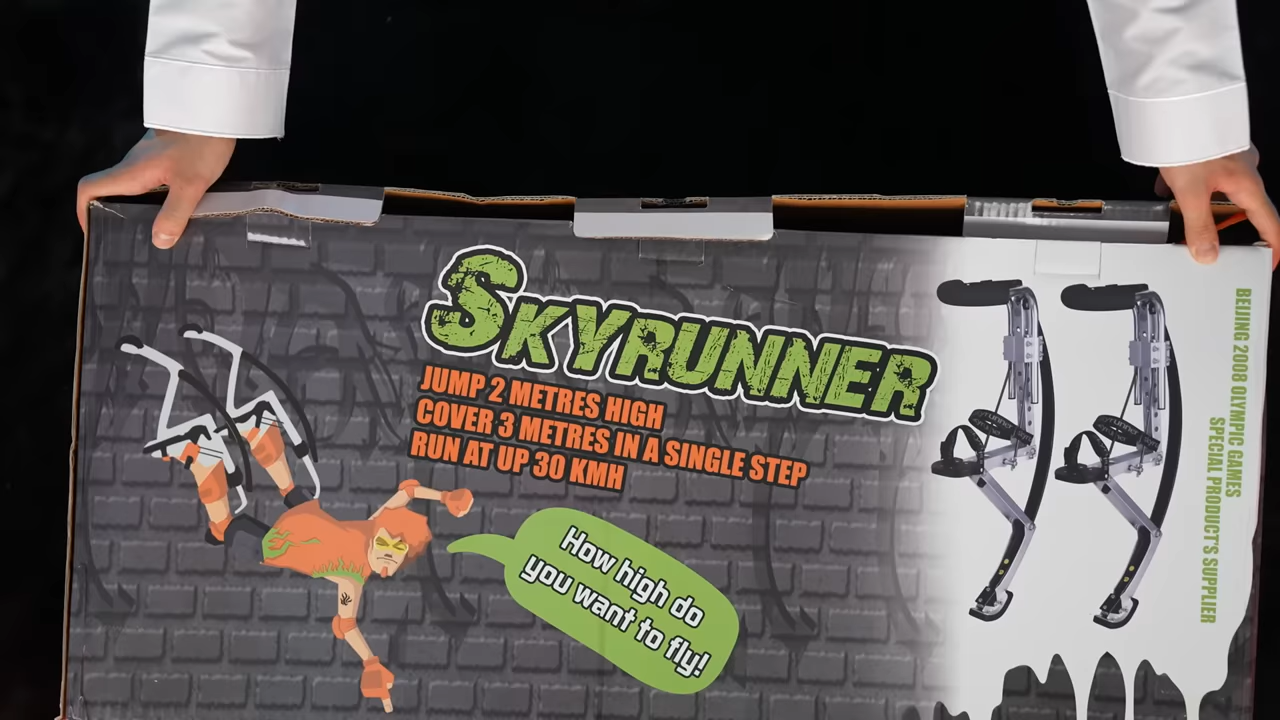 SKYRUNNER
JUMP 2 METRES HIGH
COVER 3 METRES IN A SINGLE STEP
RUN AT UP 30 KMH
How high do
you want to fly!
BEIJING 2008 OLYMPIC GAMES
SPECIAL PRODUCT'S SUPPLIER